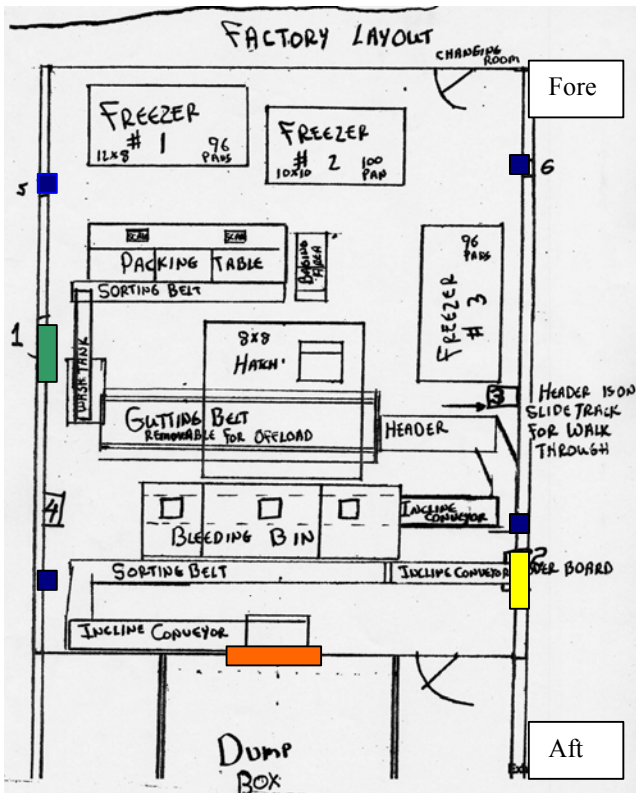 FACTORY LAYOUT
CHANGING
ROOM
Fore
FREEZER
# 1
12x8
96
PANS
FREEZER
# 2
10x10
100
PAN
5
6
PACKING TABLE
SORTING BELT
BAGING
AREA
96
PANS
FREEZER
# 3
1
WASH TANK
8x8
HATCH
3
HEADER IS ON
SLIDE TRACK
FOR WALK
THROUGH
GUTTING BELT
REMOVABLE FOR OFFLOAD
HEADER
4
BLEEDING BIN
INCLINE
CONVEYOR
SORTING BELT
INCLINE CONVEYOR
BOARD
INCLINE CONVEYOR
DUMP
BOX
Aft